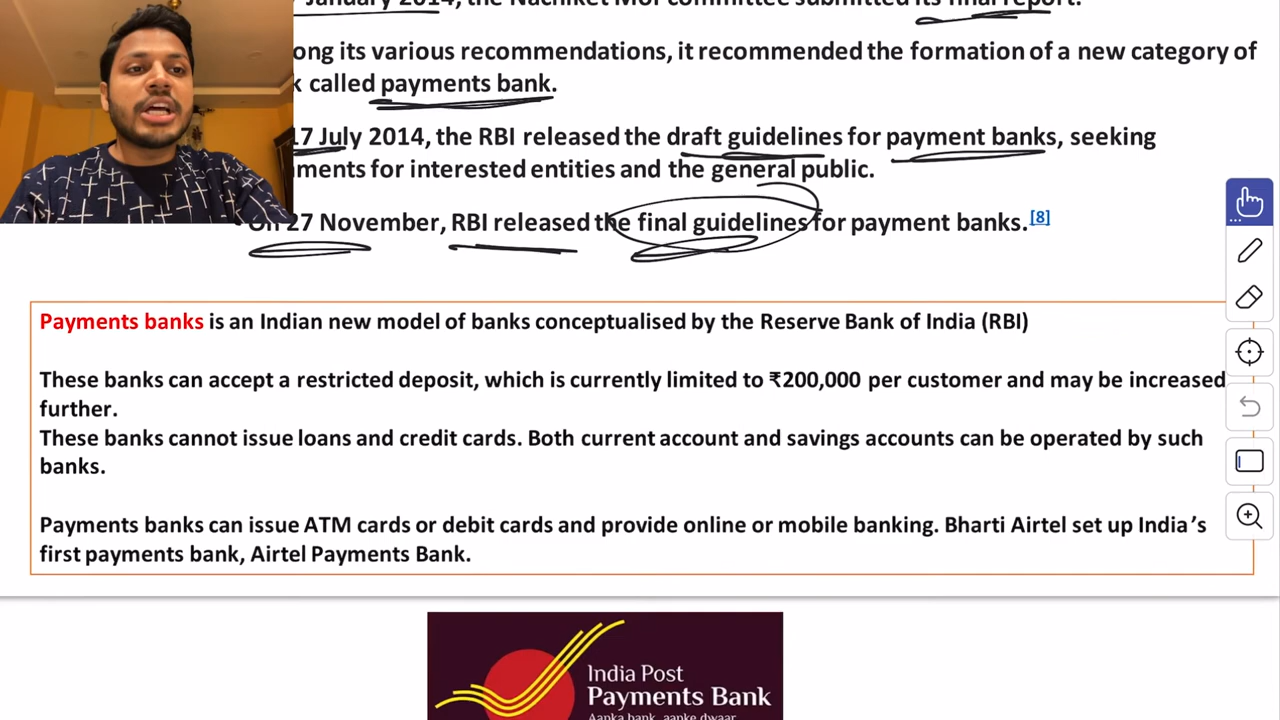 January 2014, the Nachiket Mor committee submitted its final report.
ong its various recommendations, it recommended the formation of a new category of
k called payments bank.
17 July 2014, the RBI released the draft guidelines for payment banks, seeking
ments for interested entities and the general public.
On 27 November, RBI released the final guidelines for payment banks.[8]
Payments banks is an Indian new model of banks conceptualised by the Reserve Bank of India (RBI)
These banks can accept a restricted deposit, which is currently limited to ₹200,000 per customer and may be increased
further.
These banks cannot issue loans and credit cards. Both current account and savings accounts can be operated by such
banks.
Payments banks can issue ATM cards or debit cards and provide online or mobile banking. Bharti Airtel set up India's
first payments bank, Airtel Payments Bank.
India Post
Payments Bank
Aapka bank, aapke dwaar